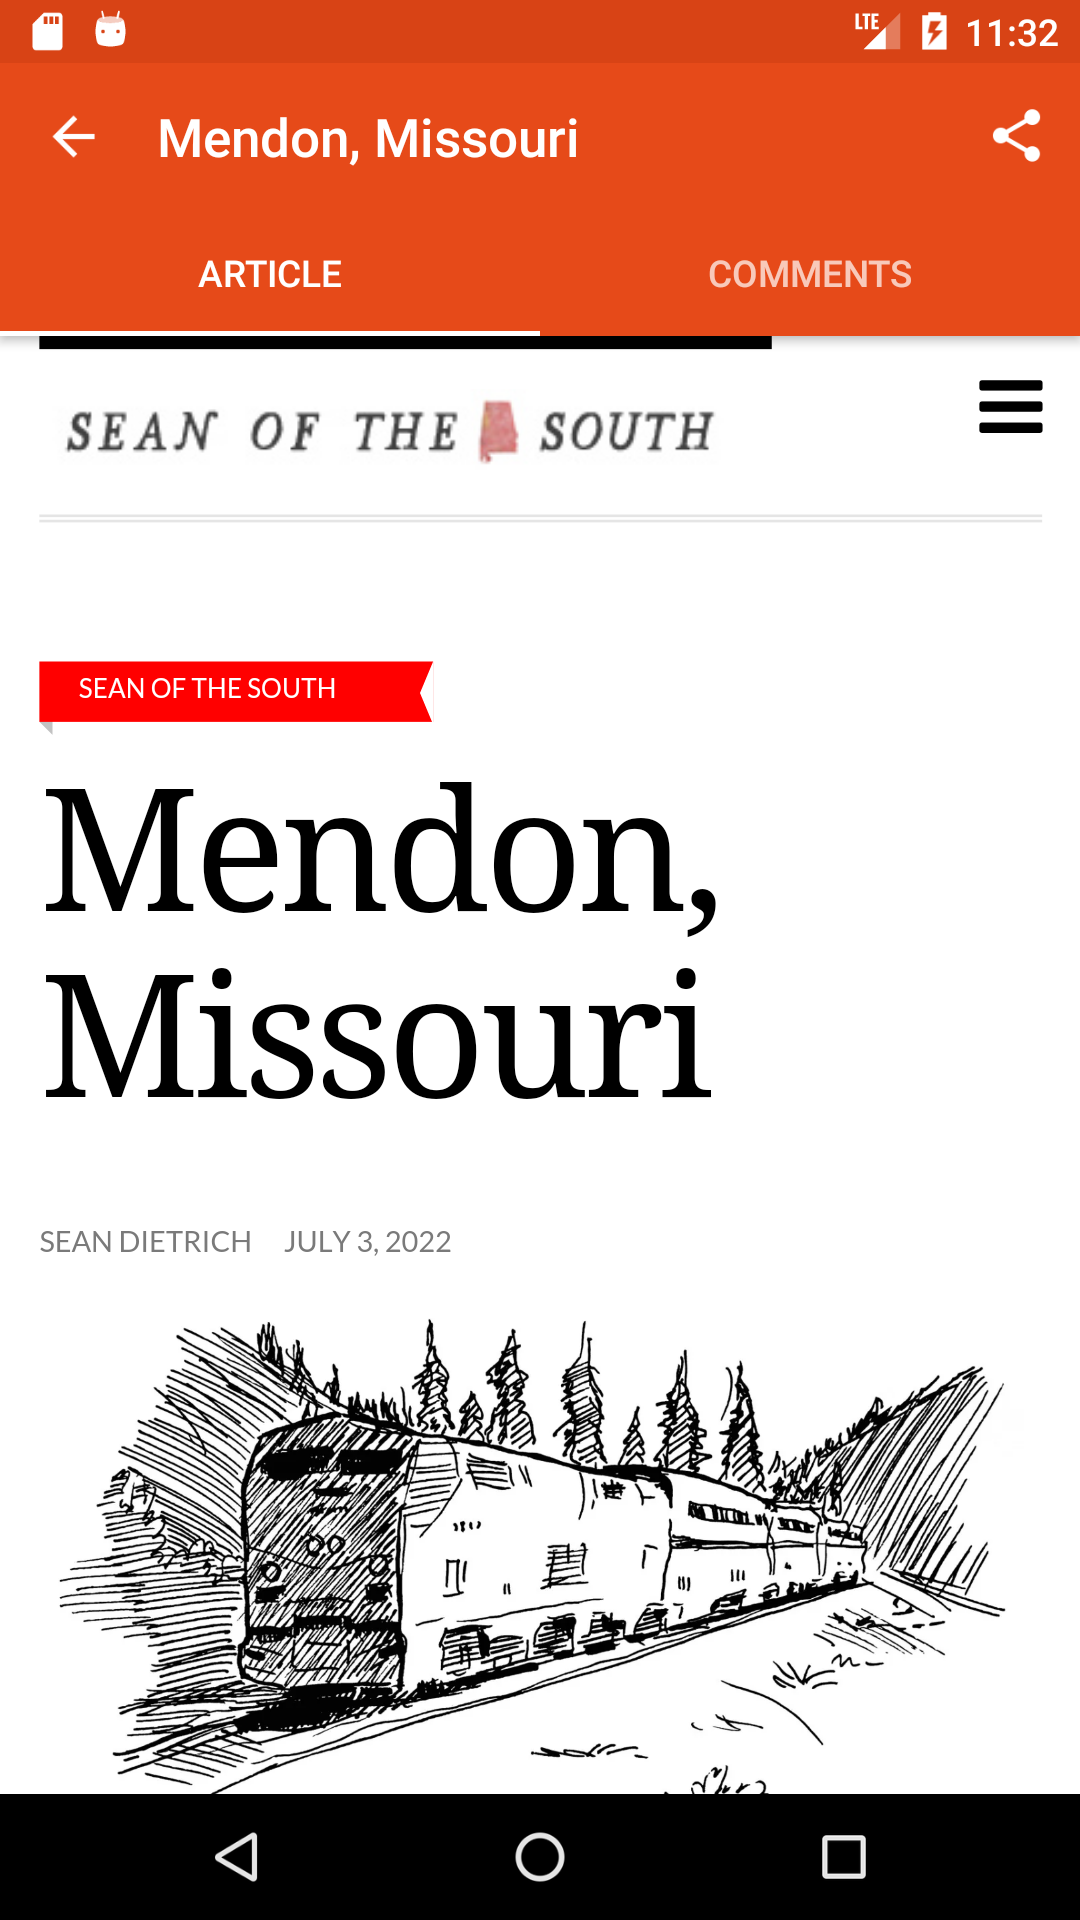 LTE 11:32
Mendon, Missouri
ARTICLE COMMENTS
SEAN OF THE SOUTH
SEAN OF THE SOUTH
Mendon,
Missouri
SEAN DIETRICH JULY 3, 2022